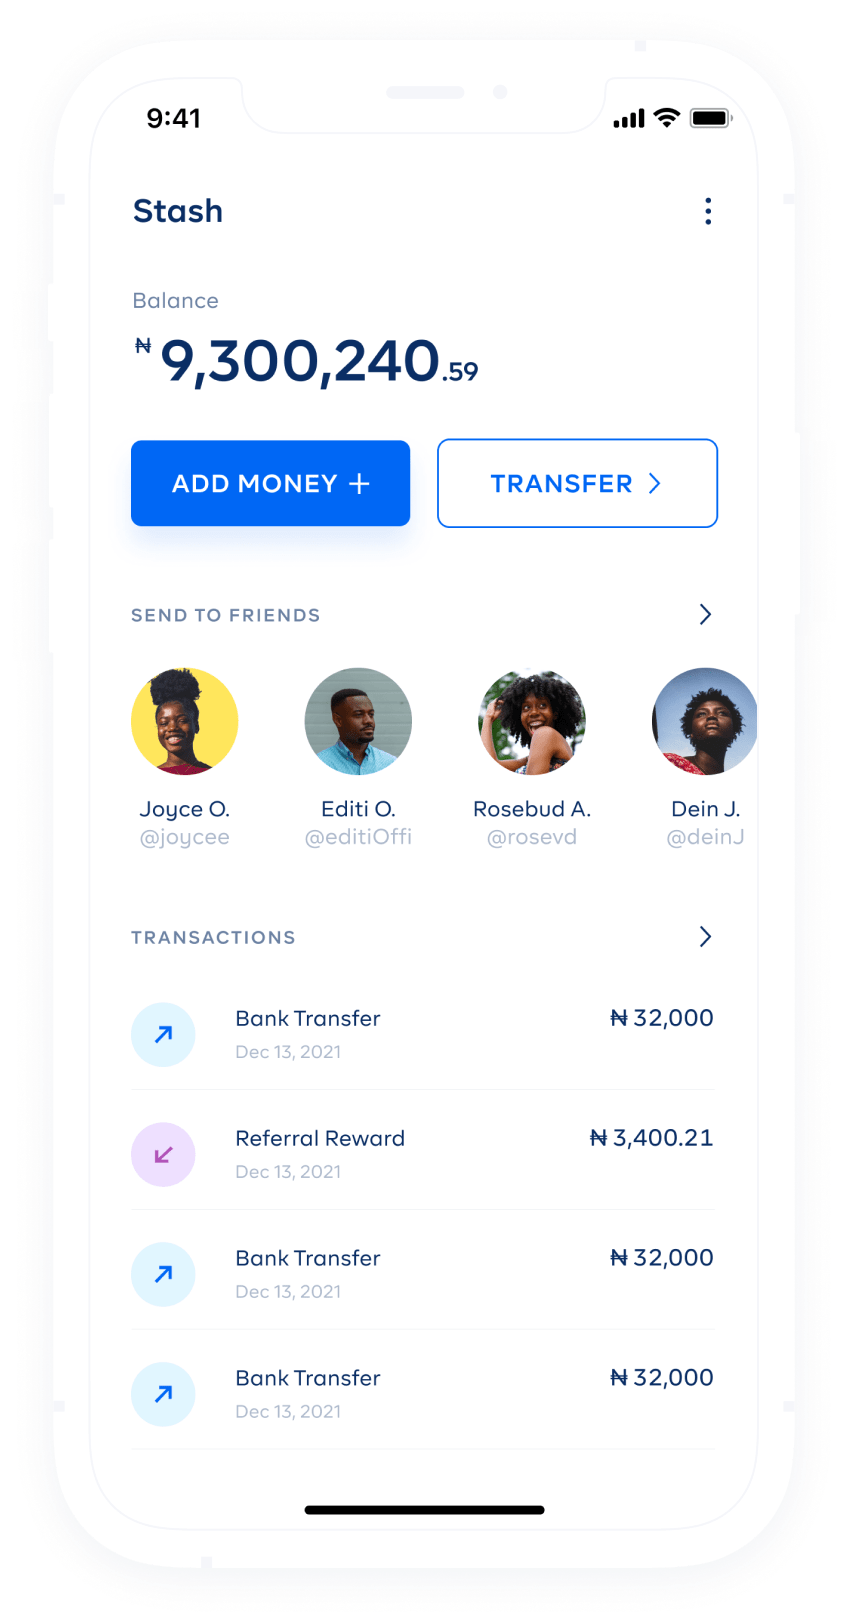 9:41
Stash
Balance
₦9,300,240.59
ADD MONEY +
TRANSFER >
SEND TO FRIENDS
Joyce O.
@joycee
Editi O.
@editiOffi
Rosebud A.
@rosevd
Dein J.
@deinJ
TRANSACTIONS
Bank Transfer ₦ 32,000
Dec 13, 2021
Referral Reward ₦ 3,400.21
Dec 13, 2021
Bank Transfer ₦ 32,000
Dec 13, 2021
Bank Transfer ₦ 32,000
Dec 13, 2021